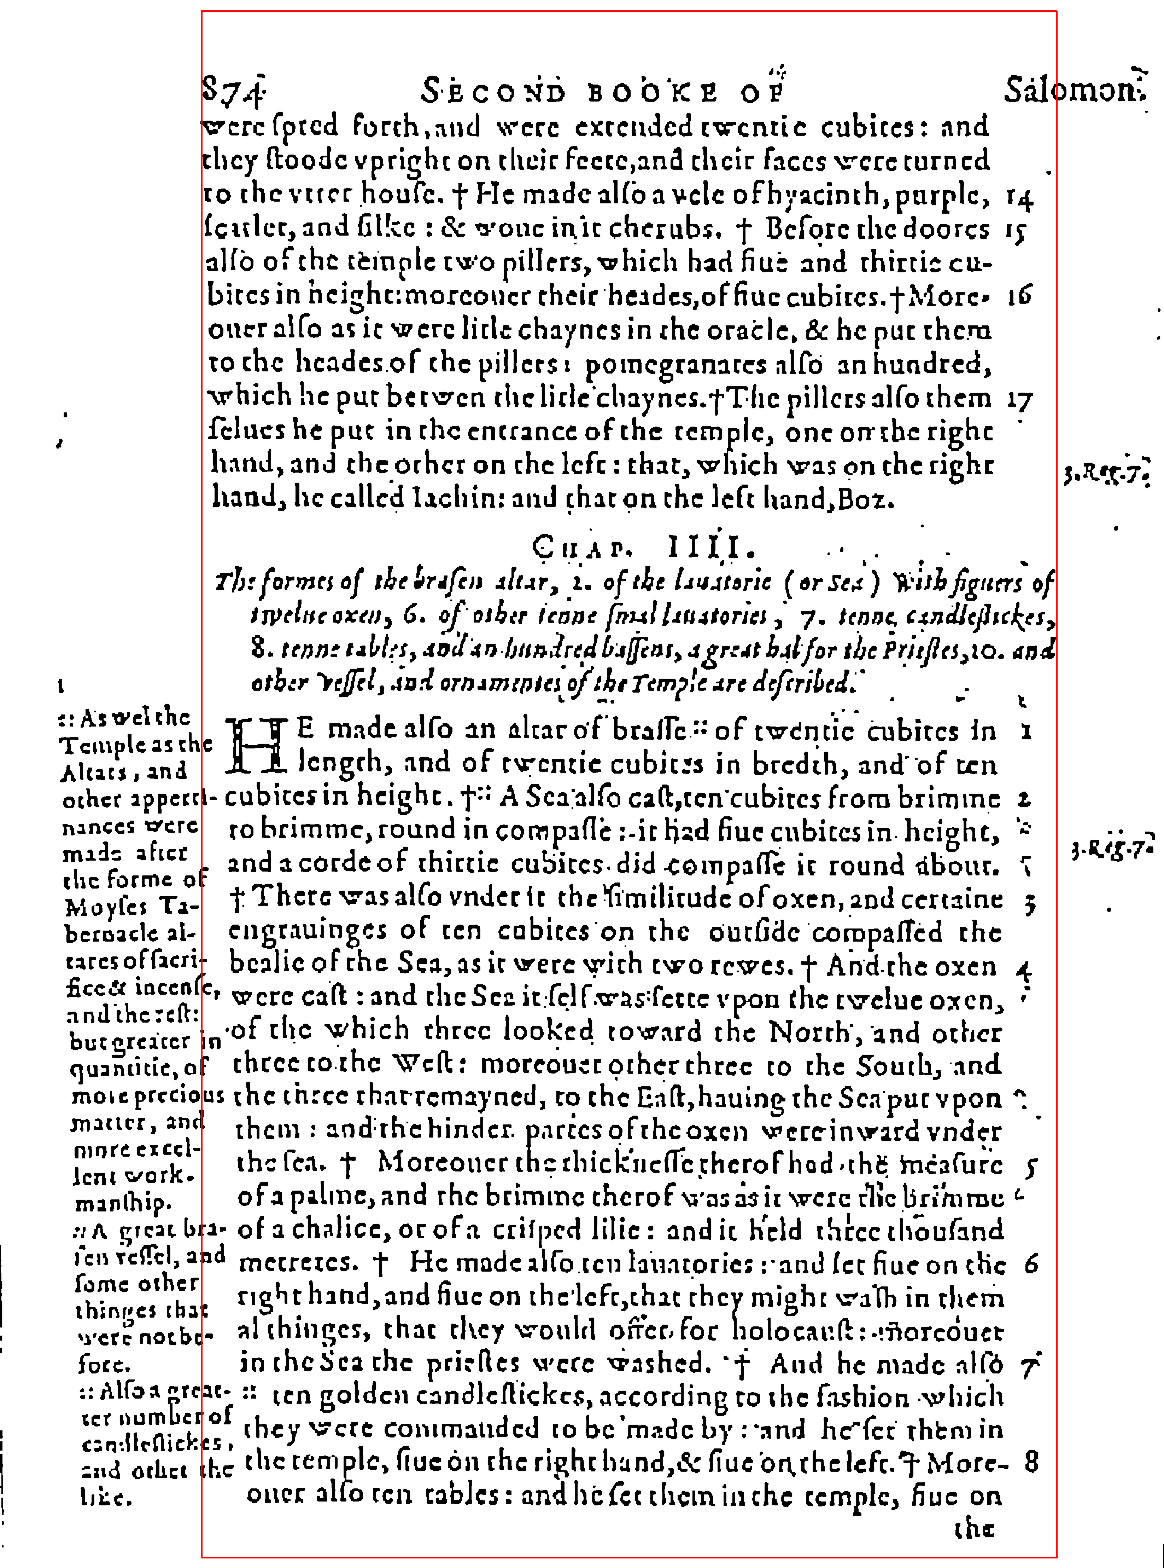 874 SECOND BOOKE OF Salomon.
were spred forth, and were extended twentie cubites: and
they stoode vpright on their feete, and their faces were turned
to the vtter house. † He made also a vele of hyacinth, purple, 14
scarlet, and silke: & woue in it cherubs. † Before the doores 15
also of the temple two pillers, which had fiue and thirtie cu-
bites in height: moreouer their heades, of fiue cubites. † More- 16
ouer also as it were litle chaynes in the oracle, & he put them
to the heades of the pillers: pomegranates also an hundred,
which he put betwen the litle chaynes. † The pillers also them 17
selues he put in the entrance of the temple, one on the right
hand, and the other on the left: that, which was on the right
3.Reg.7.
hand, he called Iachin: and that on the left hand, Boz.
CHAP. IIII.
The formes of the brasen altar, 2. of the lauatorie (or Sea) with figures of
twelue oxen, 6. of other tenne smal lauatories, 7. tenne candlestickes,
8. tenne tables, and an hundred bassens, a great hal for the Priestes, 10. and
other vessel, and ornamentes of the Temple are described.
HE made also an altar of brasse :: of twentie cubites in 1
length, and of twentie cubites in bredth, and of ten
cubites in height. † :: A Sea also cast, ten cubites from brimme 2
to brimme, round in compasse: it had fiue cubites in height,
3.Reg.7.
and a corde of thirtie cubites did compasse it round about.
† There was also vnder it the similitude of oxen, and certaine 3
engrauinges of ten cubites on the outside compassed the
bealie of the Sea, as it were with two rewes. † And the oxen 4
were cast: and the Sea it self was sette vpon the twelue oxen,
of the which three looked toward the North, and other
three to the West: moreouer other three to the South, and
the three that remayned, to the East, hauing the Sea put vpon
them: and the hinder partes of the oxen were inward vnder
the sea. † Moreouer the thicknesse therof had the measure 5
of a palme, and the brimme therof was as it were the brimme
of a chalice, or of a crisped lilie: and it held three thousand
metretes. † He made also ten lauatories: and set fiue on the 6
right hand, and fiue on the left, that they might wash in them
al thinges, that they would offer for holocaust: moreouer
in the Sea the priestes were washed. † And he made also 7
:: ten golden candlestickes, according to the fashion which
they were commanded to be made by: and he set them in
the temple, fiue on the right hand, & fiue on the left. † More- 8
ouer also ten tables: and he set them in the temple, fiue on
the
:: As wel the
Temple as the
Altars, and
other apperti-
nances were
made after
the forme of
Moyses Ta-
bernacle al-
tares of sacri-
fice & incense,
and the rest:
but greater in
quantitie, of
more precious
matter, and
more excel-
lent work-
manship.
:: A great bra-
sen vessel, and
some other
thinges that
were not be-
fore.
:: Also a great-
ter number of
candlestickes,
and other the
like.